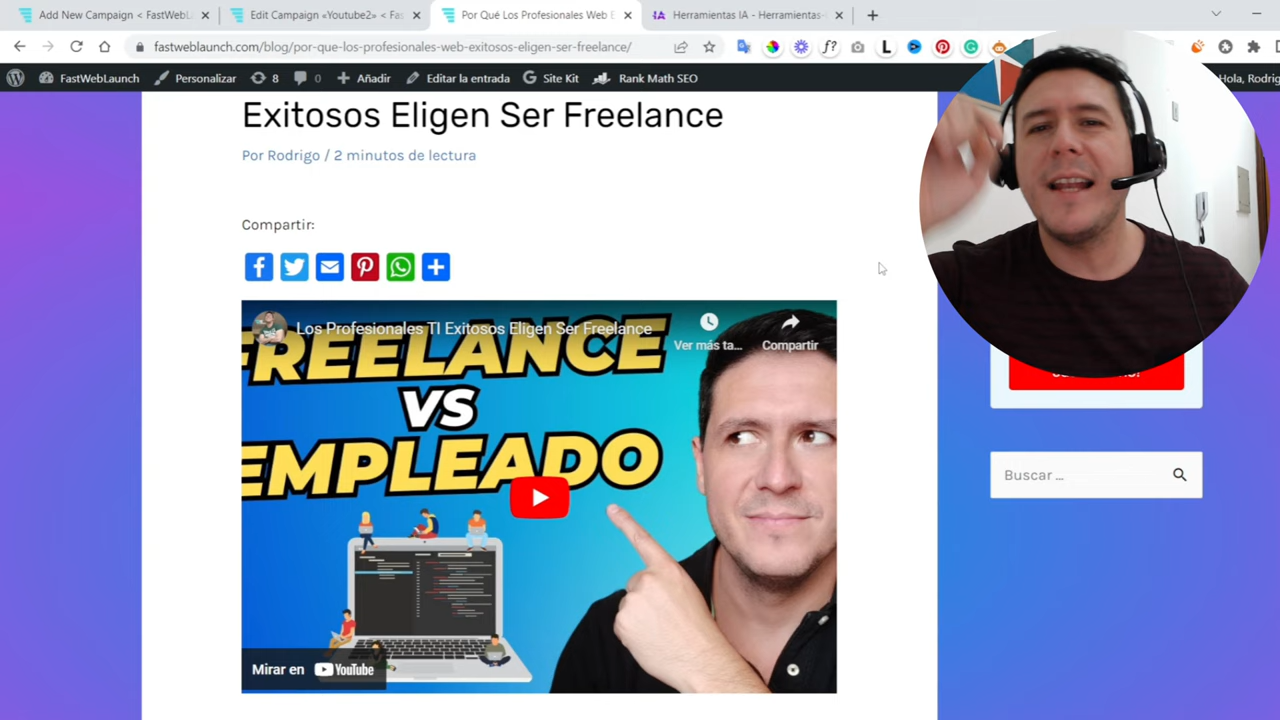 Add New Campaign < FastWebL
Edit Campaign «Youtube2» < Fas
Por Qué Los Profesionales Web E
Herramientas IA - Herramientas-
fastweblaunch.com/blog/por-que-los-profesionales-web-exitosos-eligen-ser-freelance/
FastWebLaunch
Personalizar
8
0
Añadir
Editar la entrada
Site Kit
Rank Math SEO
Hola, Rodrig
Exitosos Eligen Ser Freelance
Por Rodrigo / 2 minutos de lectura
Compartir:
Los Profesionales TI Exitosos Eligen Ser Freelance
Ver más ta...
Compartir
FREELANCE
VS
EMPLEADO
Mirar en YouTube
Buscar ...